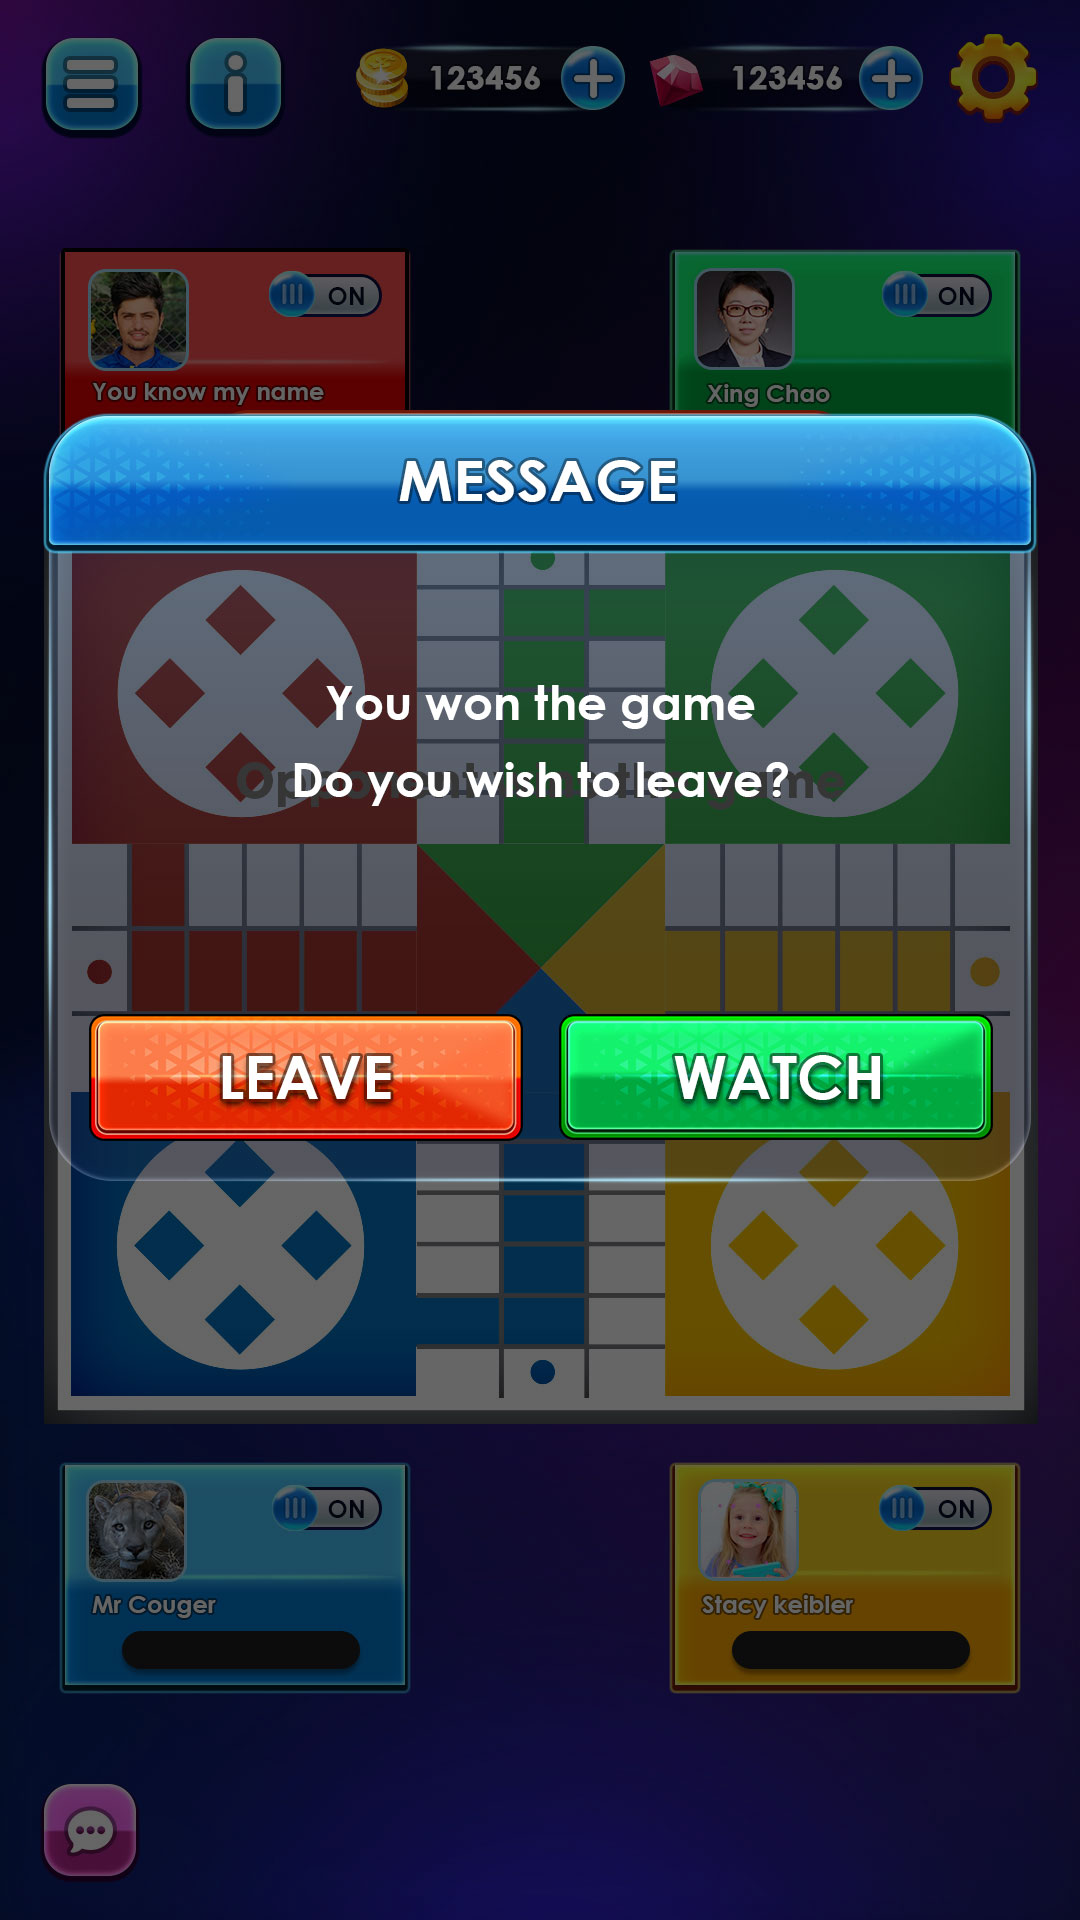 123456
123456
ON
ON
You know my name
Xing Chao
MESSAGE
You won the game
Do you wish to leave?
LEAVE
WATCH
ON
ON
Mr Couger
Stacy keibler